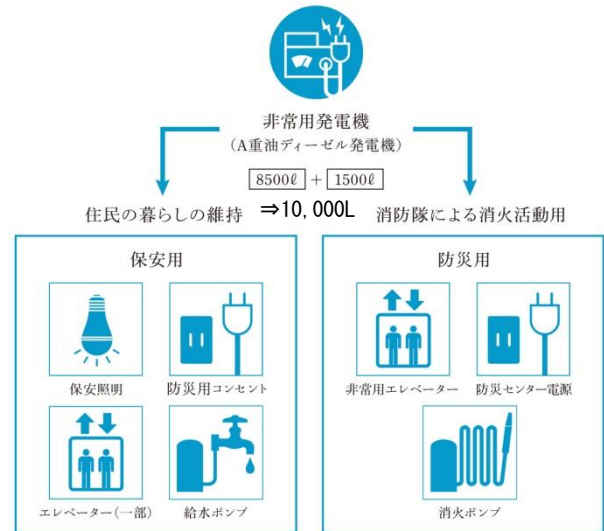 非常用発電機
（A重油ディーゼル発電機）
8500ℓ + 1500ℓ
⇒10,000L
住民の暮らしの維持
消防隊による消火活動用
保安用
保安照明
防災用コンセント
エレベーター（一部）
給水ポンプ
防災用
非常用エレベーター
防災センター電源
消火ポンプ